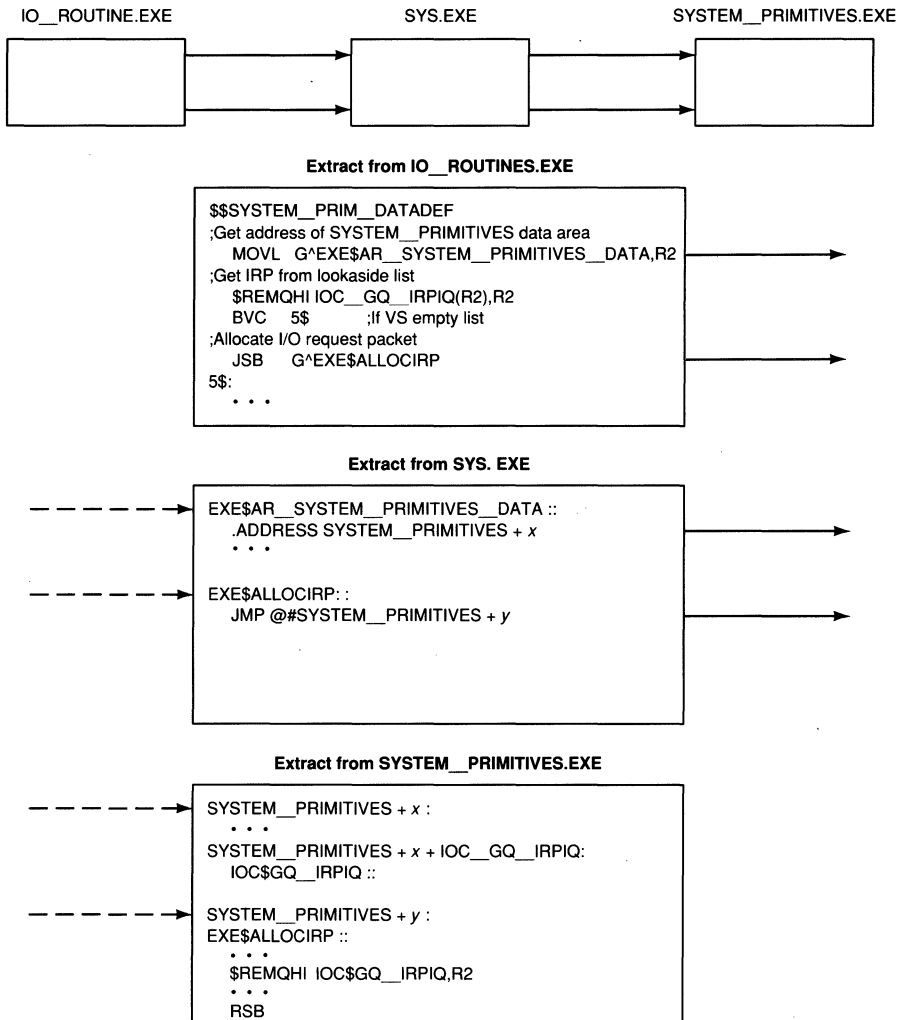 IO__ROUTINE.EXE
SYS.EXE
SYSTEM__PRIMITIVES.EXE
Extract from IO__ROUTINES.EXE
$$SYSTEM__PRIM__DATADEF
;Get address of SYSTEM__PRIMITIVES data area
MOVL G^EXE$AR__SYSTEM__PRIMITIVES__DATA,R2
;Get IRP from lookaside list
$REMQHI IOC__GQ__IRPIQ(R2),R2
BVC 5$ ;If VS empty list
;Allocate I/O request packet
JSB G^EXE$ALLOCIRP
5$:
• • •
Extract from SYS. EXE
EXE$AR__SYSTEM__PRIMITIVES__DATA ::
.ADDRESS SYSTEM__PRIMITIVES + x
• • •
EXE$ALLOCIRP: :
JMP @#SYSTEM__PRIMITIVES + y
Extract from SYSTEM__PRIMITIVES.EXE
SYSTEM__PRIMITIVES + x :
• • •
SYSTEM__PRIMITIVES + x + IOC__GQ__IRPIQ:
IOC$GQ__IRPIQ ::
SYSTEM__PRIMITIVES + y :
EXE$ALLOCIRP ::
• • •
$REMQHI IOC$GQ__IRPIQ,R2
• • •
RSB